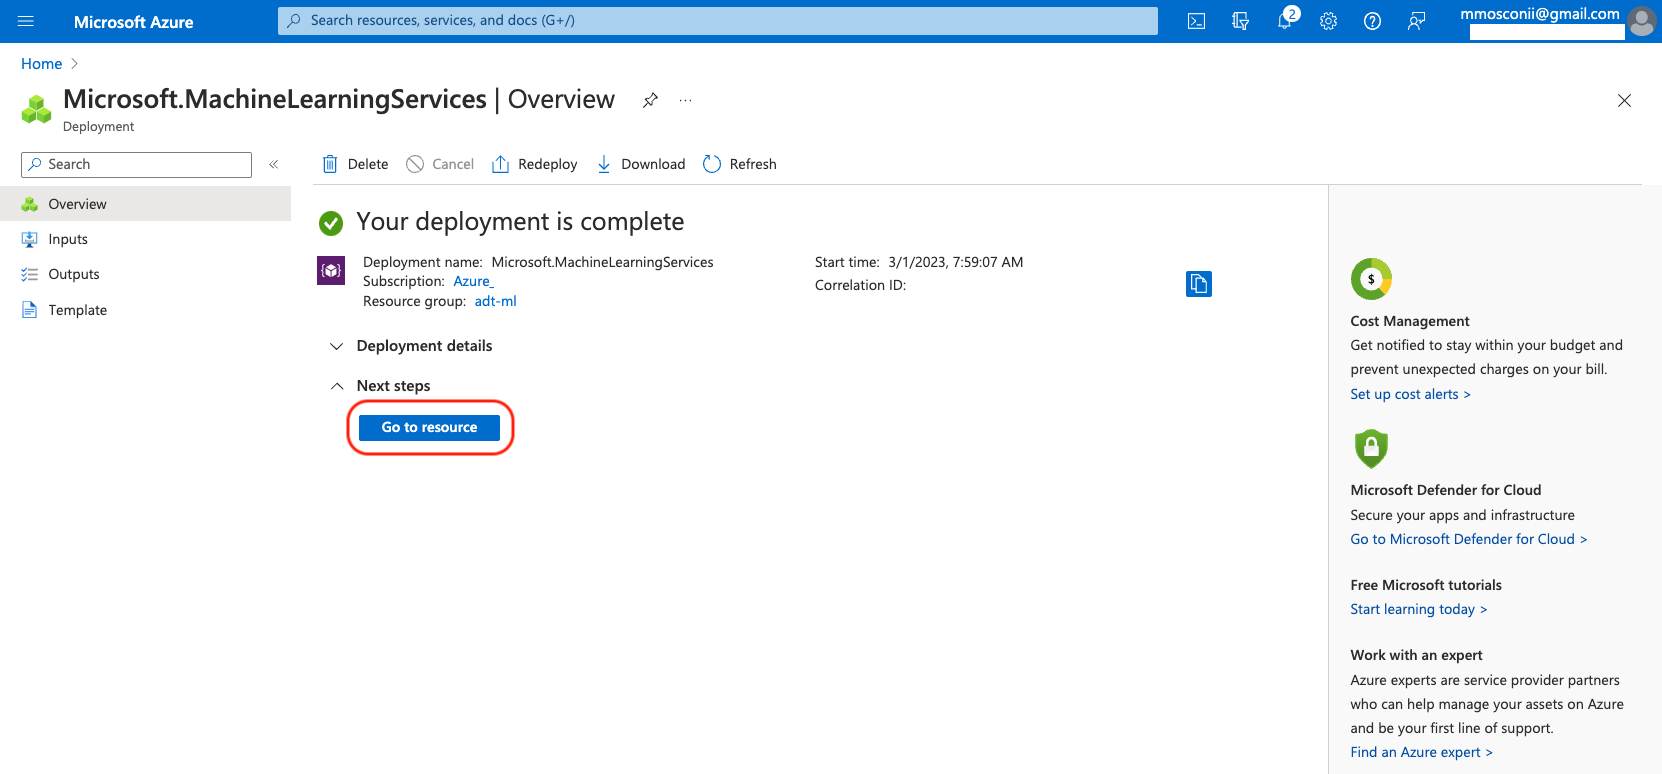 Microsoft Azure
Search resources, services, and docs (G+/)
2
mmosconii@gmail.com
Home >
Microsoft.MachineLearningServices | Overview
...
Deployment
Search
«
Delete
Cancel
Redeploy
Download
Refresh
Overview
Inputs
Outputs
Template
Your deployment is complete
Deployment name: Microsoft.MachineLearningServices
Subscription: Azure_
Resource group: adt-ml
Start time: 3/1/2023, 7:59:07 AM
Correlation ID:
Deployment details
Next steps
Go to resource
$
Cost Management
Get notified to stay within your budget and
prevent unexpected charges on your bill.
Set up cost alerts >
Microsoft Defender for Cloud
Secure your apps and infrastructure
Go to Microsoft Defender for Cloud >
Free Microsoft tutorials
Start learning today >
Work with an expert
Azure experts are service provider partners
who can help manage your assets on Azure
and be your first line of support.
Find an Azure expert >